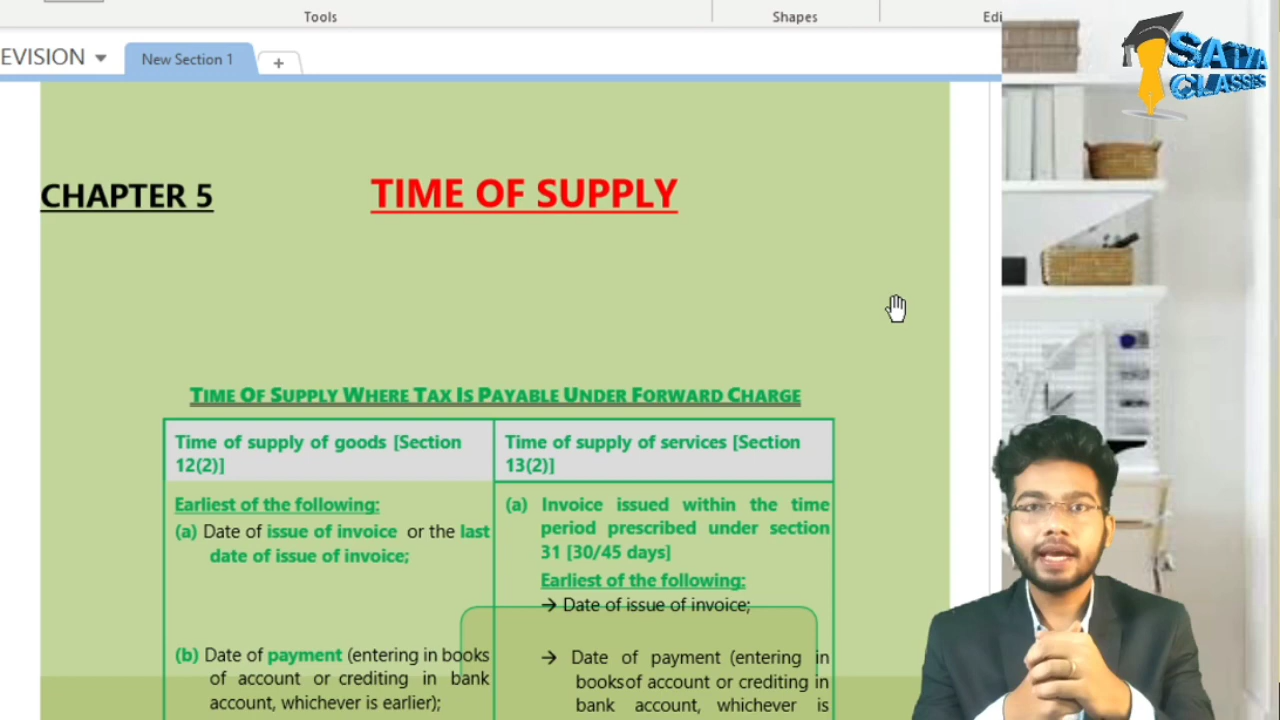 Tools
Shapes
Edi
EVISION
New Section 1
+
SATYA
CLASSES
CHAPTER 5
TIME OF SUPPLY
TIME OF SUPPLY WHERE TAX IS PAYABLE UNDER FORWARD CHARGE
Time of supply of goods [Section
12(2)]
Earliest of the following:
(a) Date of issue of invoice or the last
date of issue of invoice;
(b) Date of payment (entering in books
of account or crediting in bank
account, whichever is earlier);
Time of supply of services [Section
13(2)]
(a) Invoice issued within the time
period prescribed under section
31 [30/45 days]
Earliest of the following:
→ Date of issue of invoice;
→ Date of payment (entering in
booksof account or crediting in
bank account, whichever is